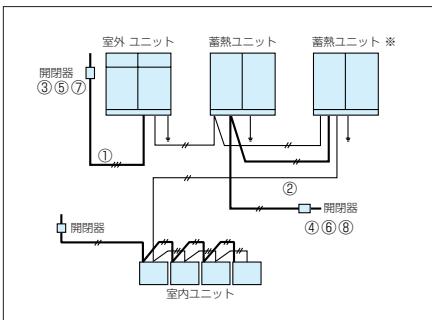 室外 ユニット
蓄熱ユニット
蓄熱ユニット ※
開閉器
③⑤⑦
①
②
開閉器
④⑥⑧
開閉器
室内ユニット